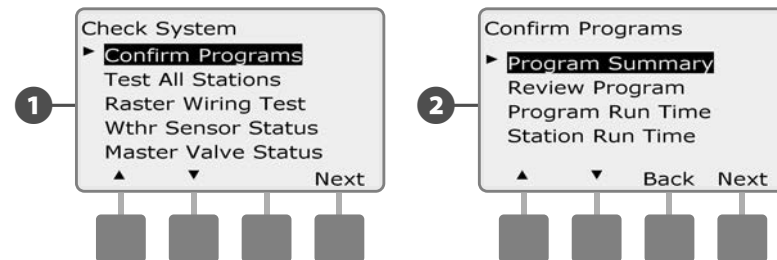 Check System
► Confirm Programs
Test All Stations
Raster Wiring Test
Wthr Sensor Status
Master Valve Status
▲ ▼ Next
1
Confirm Programs
► Program Summary
Review Program
Program Run Time
Station Run Time
▲ ▼ Back Next
2